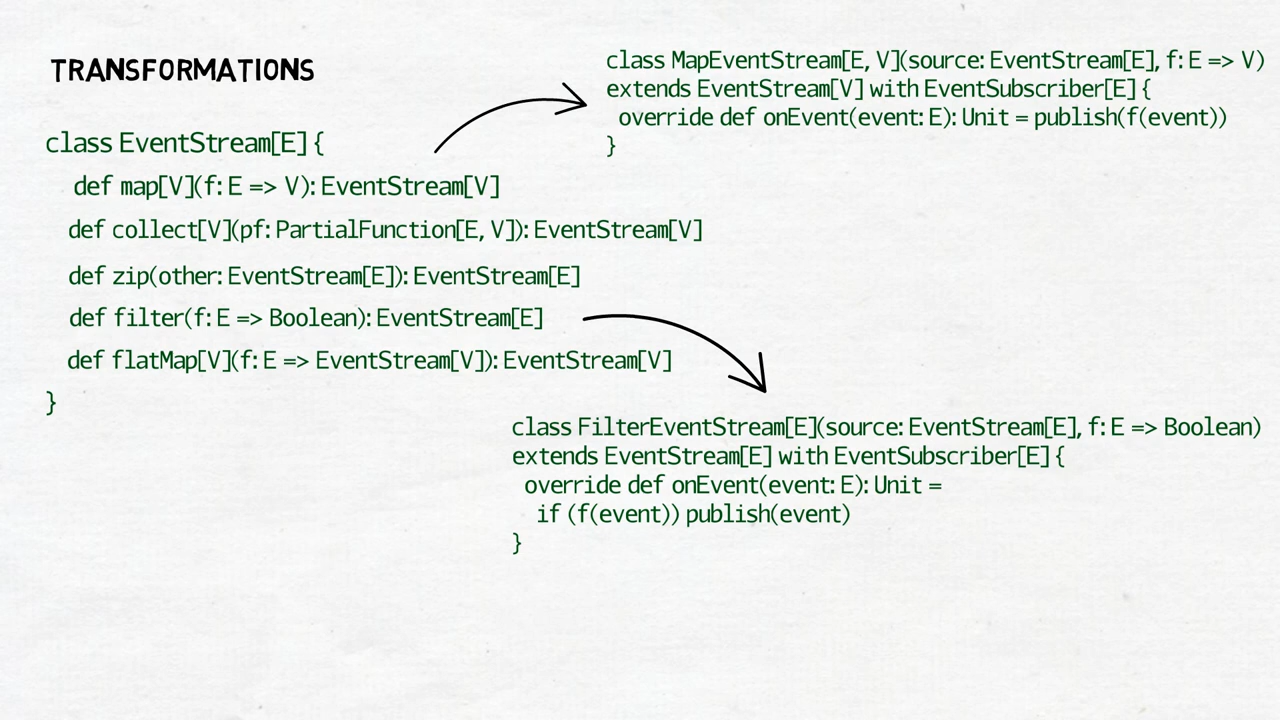 TRANSFORMATIONS
class EventStream[E] {
def map[V](f: E => V): EventStream[V]
def collect[V](pf: PartialFunction[E, V]): EventStream[V]
def zip(other: EventStream[E]): EventStream[E]
def filter(f: E => Boolean): EventStream[E]
def flatMap[V](f: E => EventStream[V]): EventStream[V]
}
class MapEventStream[E, V](source: EventStream[E], f: E => V)
extends EventStream[V] with EventSubscriber[E] {
override def onEvent(event: E): Unit = publish(f(event))
}
class FilterEventStream[E](source: EventStream[E], f: E => Boolean)
extends EventStream[E] with EventSubscriber[E] {
override def onEvent(event: E): Unit =
if (f(event)) publish(event)
}